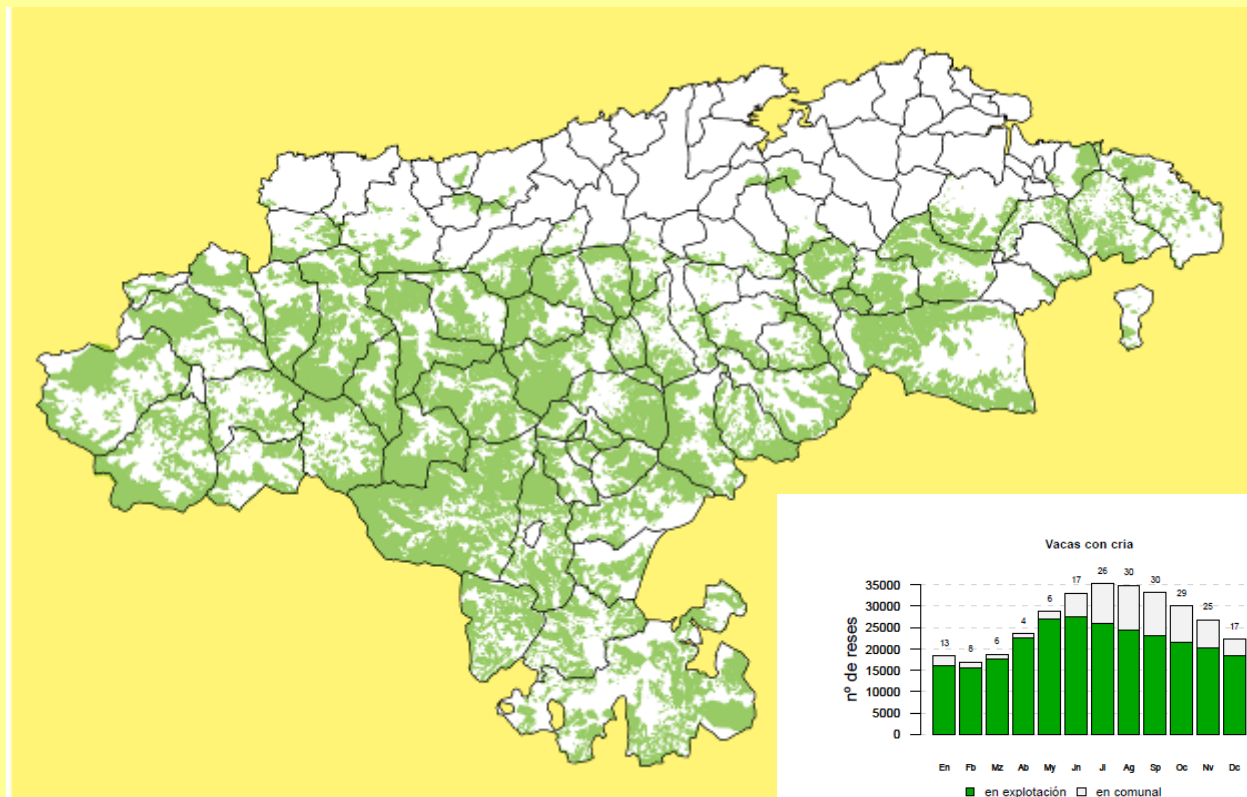 Vacas con cria
nº de reses
35000
30000
25000
20000
15000
10000
5000
0
13 8 6 4 6 17 26 30 30 29 25 17
En Fb Mz Ab My Jn Jl Ag Sp Oc Nv Dc
en explotación en comunal